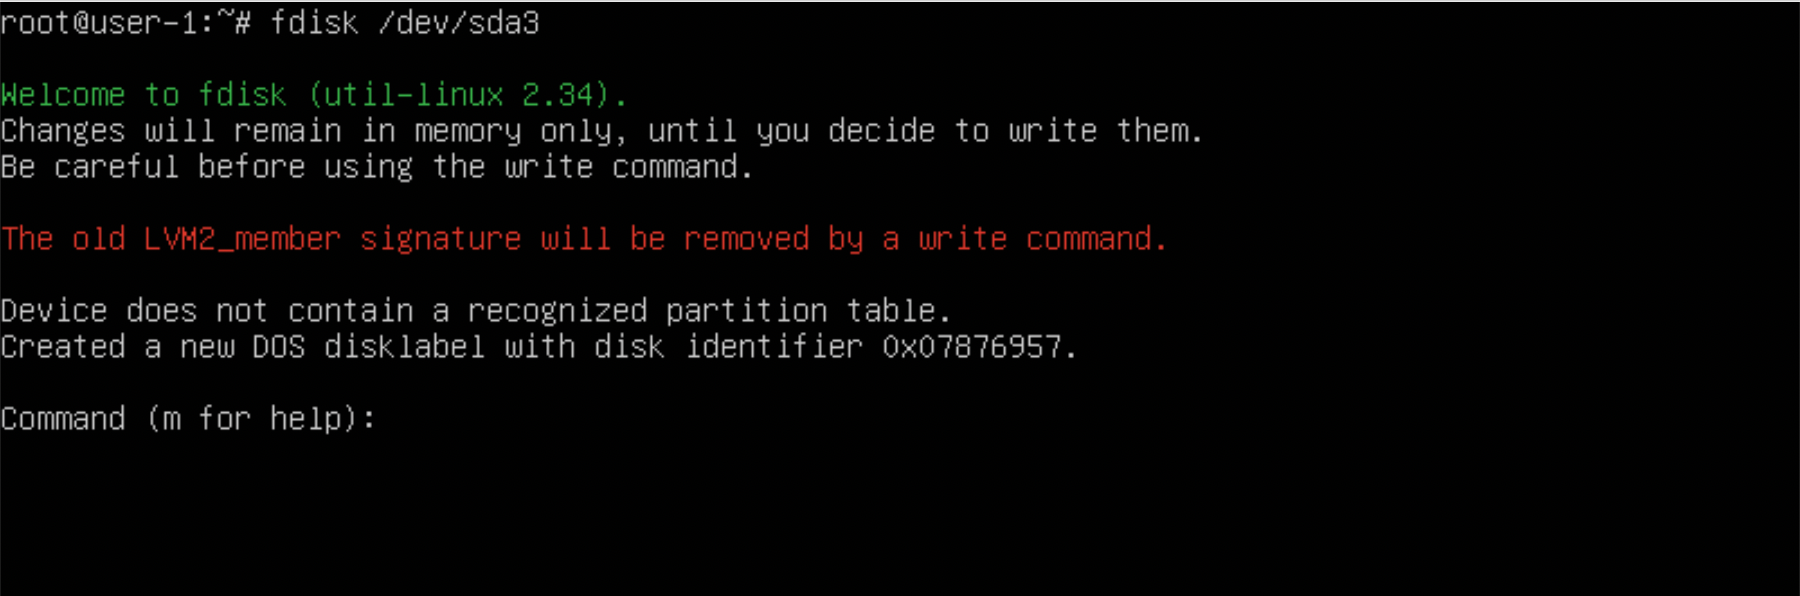 root@user-1:~# fdisk /dev/sda3
Welcome to fdisk (util-linux 2.34).
Changes will remain in memory only, until you decide to write them.
Be careful before using the write command.
The old LVM2_member signature will be removed by a write command.
Device does not contain a recognized partition table.
Created a new DOS disklabel with disk identifier 0x07876957.
Command (m for help):